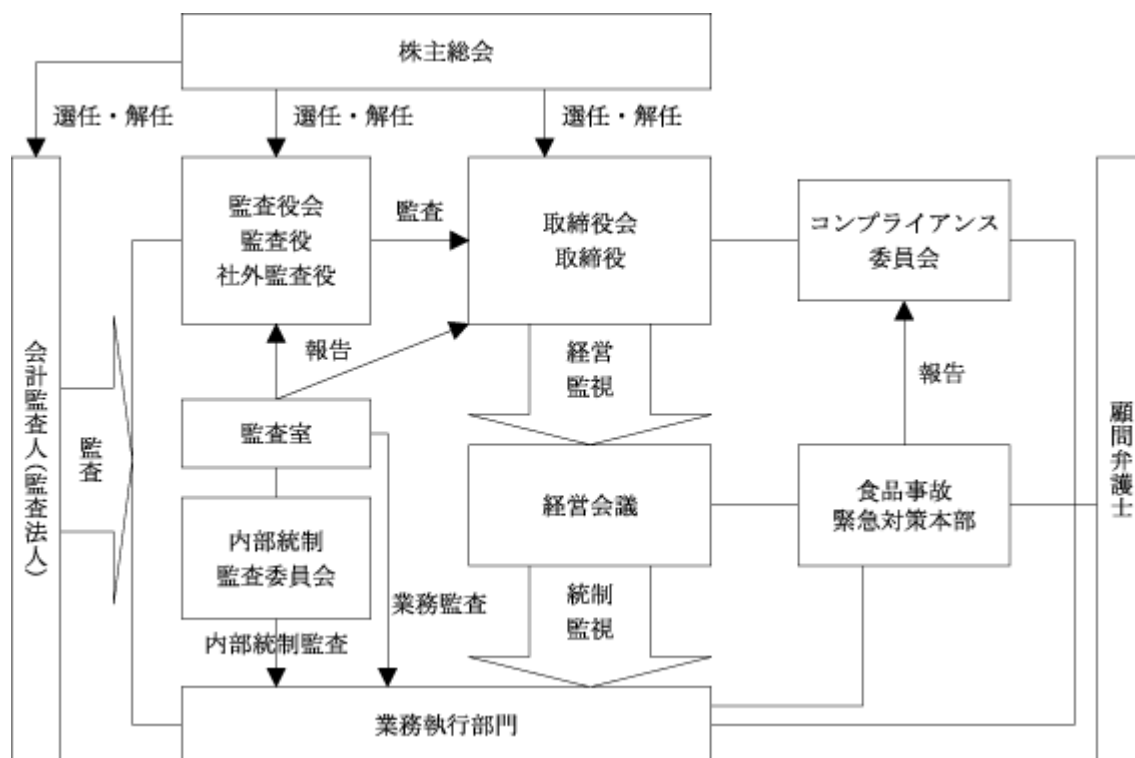 株主総会
選任・解任
選任・解任
選任・解任
監査役会
監査役
社外監査役
監査
取締役会
取締役
コンプライアンス
委員会
報告
経営
監視
報告
会計監査人(監査法人)
監査
監査室
経営会議
食品事故
緊急対策本部
顧問弁護士
内部統制
監査委員会
業務監査
統制
監視
内部統制監査
業務執行部門